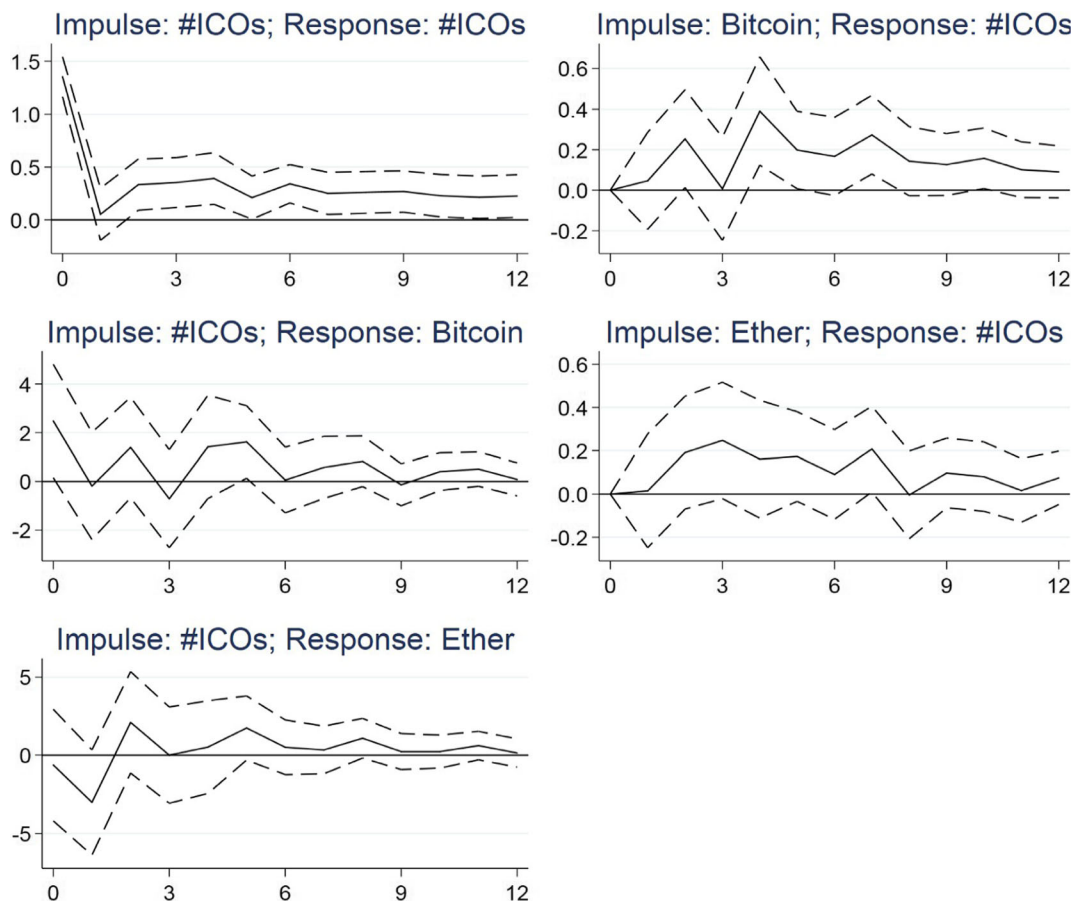 Impulse: #ICOs; Response: #ICOs
1.5
1.0
0.5
0.0
0 3 6 9 12
Impulse: Bitcoin; Response: #ICOs
0.6
0.4
0.2
0.0
-0.2
0 3 6 9 12
Impulse: #ICOs; Response: Bitcoin
4
2
0
-2
0 3 6 9 12
Impulse: Ether; Response: #ICOs
0.6
0.4
0.2
0.0
-0.2
0 3 6 9 12
Impulse: #ICOs; Response: Ether
5
0
-5
0 3 6 9 12